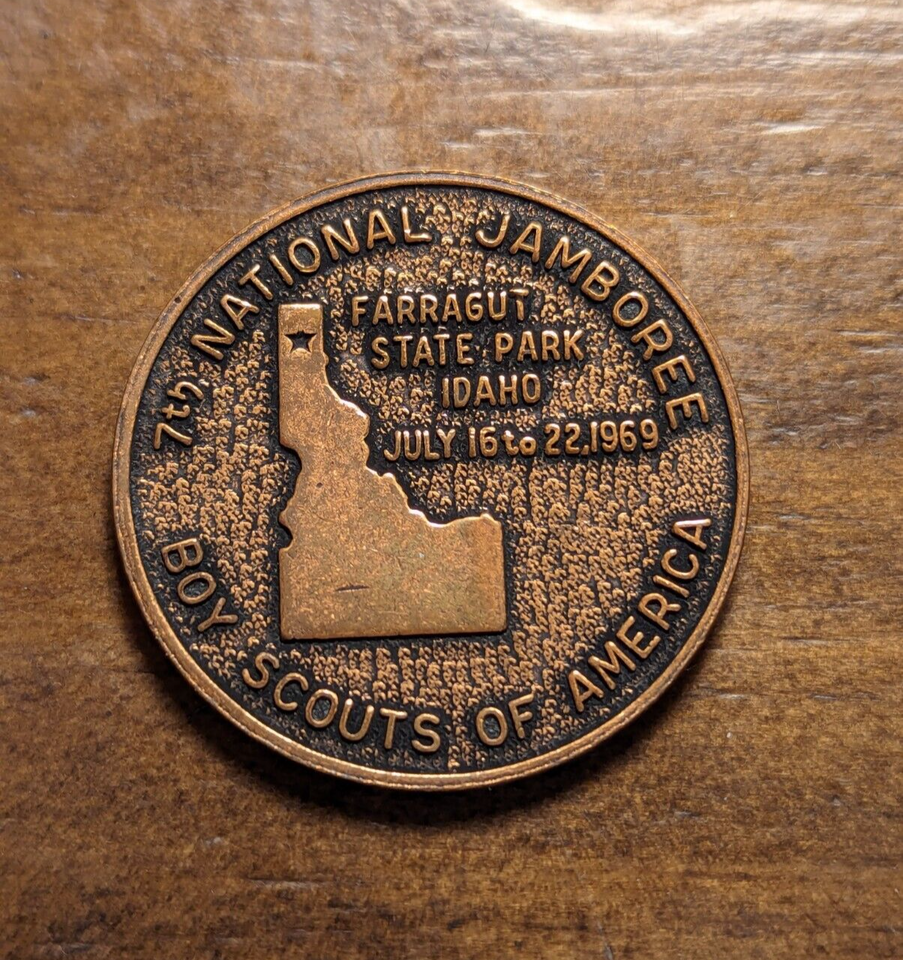 7th NATIONAL JAMBOREE
FARRAGUT
STATE PARK
IDAHO
JULY 16 to 22,1969
BOY SCOUTS OF AMERICA